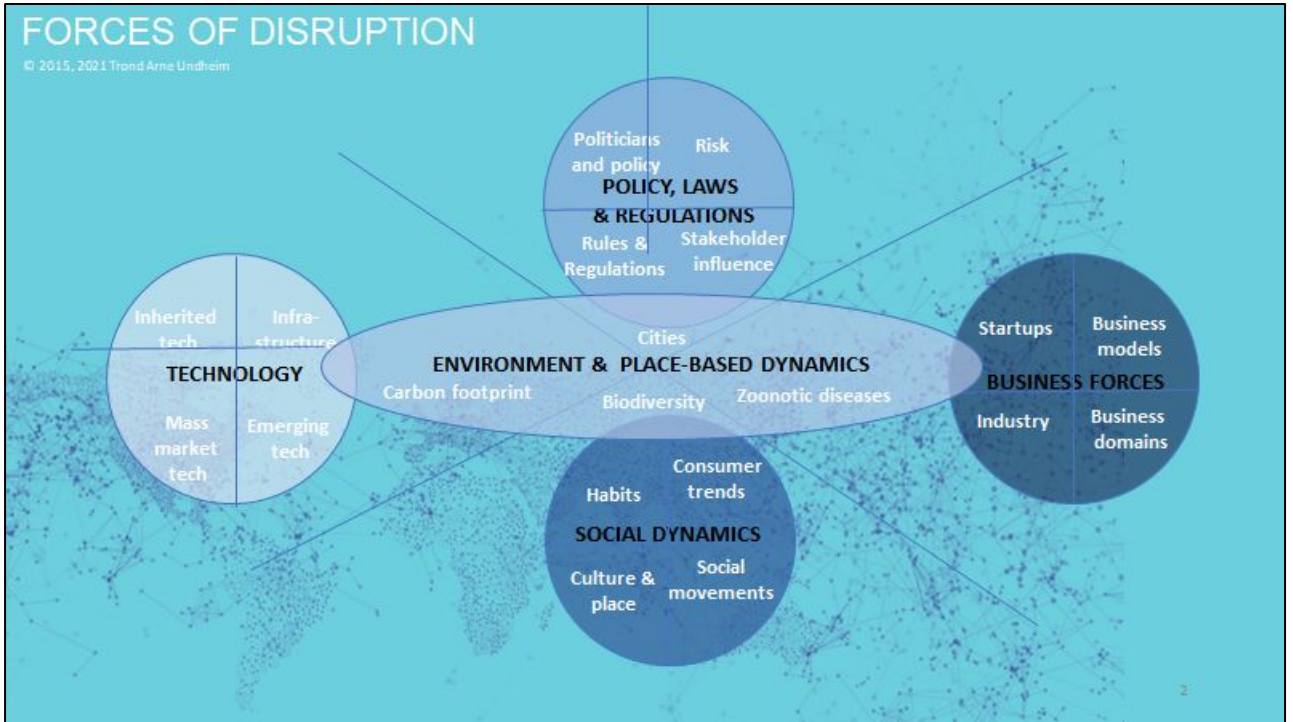 FORCES OF DISRUPTION
© 2015, 2021 Trond Arne Undheim
Politicians
and policy
Risk
POLICY, LAWS
& REGULATIONS
Rules &
Regulations
Stakeholder
influence
Inherited
tech
Infra-
structure
TECHNOLOGY
Mass
market
tech
Emerging
tech
Cities
ENVIRONMENT & PLACE-BASED DYNAMICS
Carbon footprint
Biodiversity
Zoonotic diseases
Startups
Business
models
BUSINESS FORCES
Industry
Business
domains
Habits
Consumer
trends
SOCIAL DYNAMICS
Culture &
place
Social
movements
2